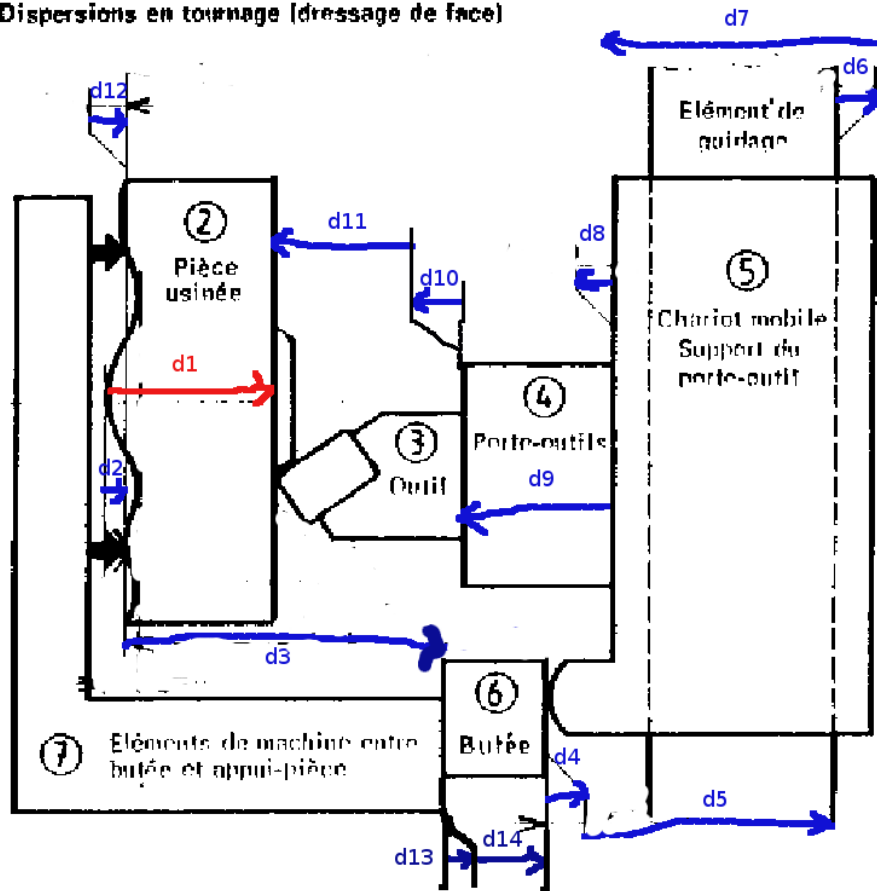 Dispersions en tournage (dressage de face)
d7
d12
d6
Elément de
guidage
②
Pièce
usinée
d11
d8
d10
⑤
Chariot mobile
Support du
porte-outil
d1
④
Porte-outils
③
Outil
d2
d9
d3
⑥
Butée
⑦
Eléments de machine entre
butée et appui-pièce
d4
d5
d13
d14